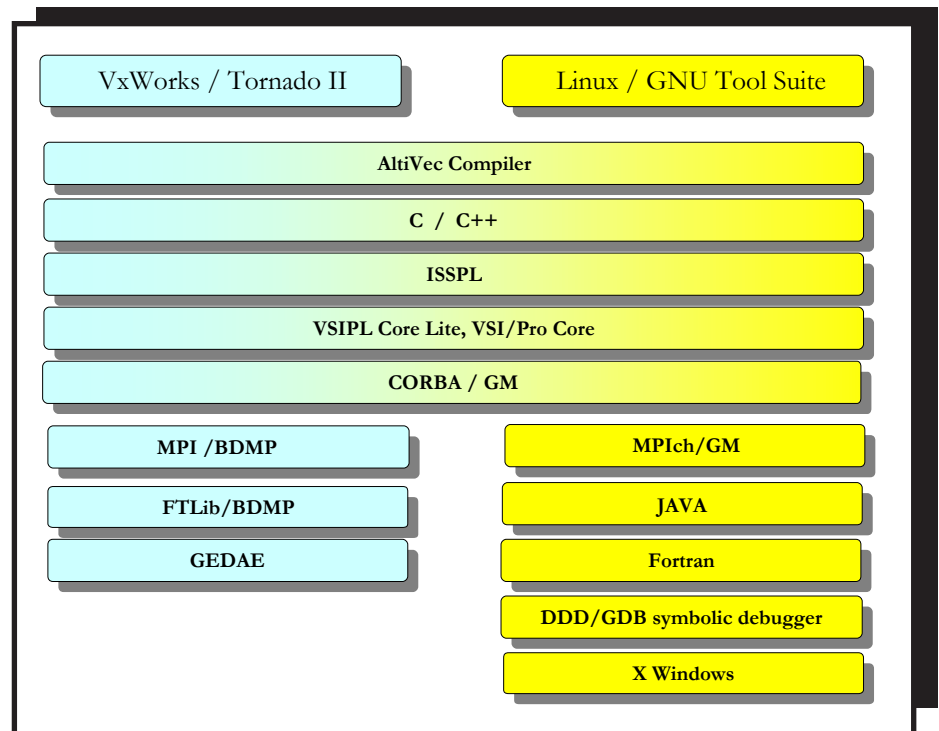 VxWorks / Tornado II
Linux / GNU Tool Suite
AltiVec Compiler
C / C++
ISSPL
VSIPL Core Lite, VSI/Pro Core
CORBA / GM
MPI /BDMP
MPIch/GM
FTLib/BDMP
JAVA
GEDAE
Fortran
DDD/GDB symbolic debugger
X Windows